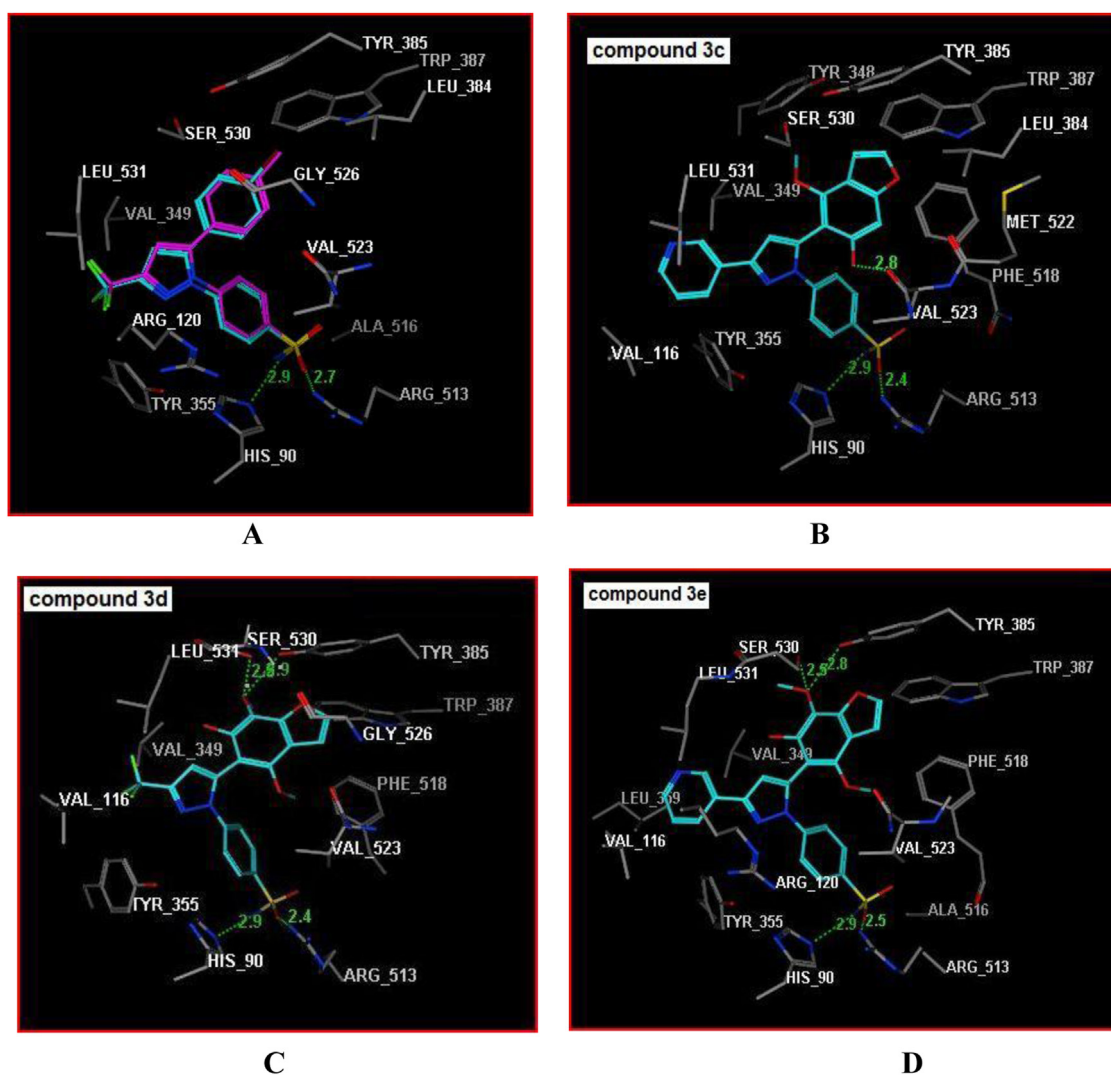 TYR_385
TRP_387
LEU_384
SER_530
LEU_531
GLY_526
VAL_349
VAL_523
ARG_120
ALA_516
2.9
2.7
TYR_355
ARG_513
HIS_90
A
compound 3c
TYR_385
TYR_348
TRP_387
SER_530
LEU_384
LEU_531
VAL_349
MET_522
2.8
PHE_518
VAL_523
VAL_116
TYR_355
2.9
2.4
ARG_513
HIS_90
B
compound 3d
SER_530
LEU_531
TYR_385
TRP_387
GLY_526
VAL_349
PHE_518
VAL_116
VAL_523
TYR_355
2.9
2.4
HIS_90
ARG_513
C
compound 3e
TYR_385
SER_530
2.8
LEU_531
TRP_387
VAL_349
PHE_518
VAL_116
VAL_523
ARG_120
ALA_516
TYR_355
2.9
2.5
HIS_90
ARG_513
D